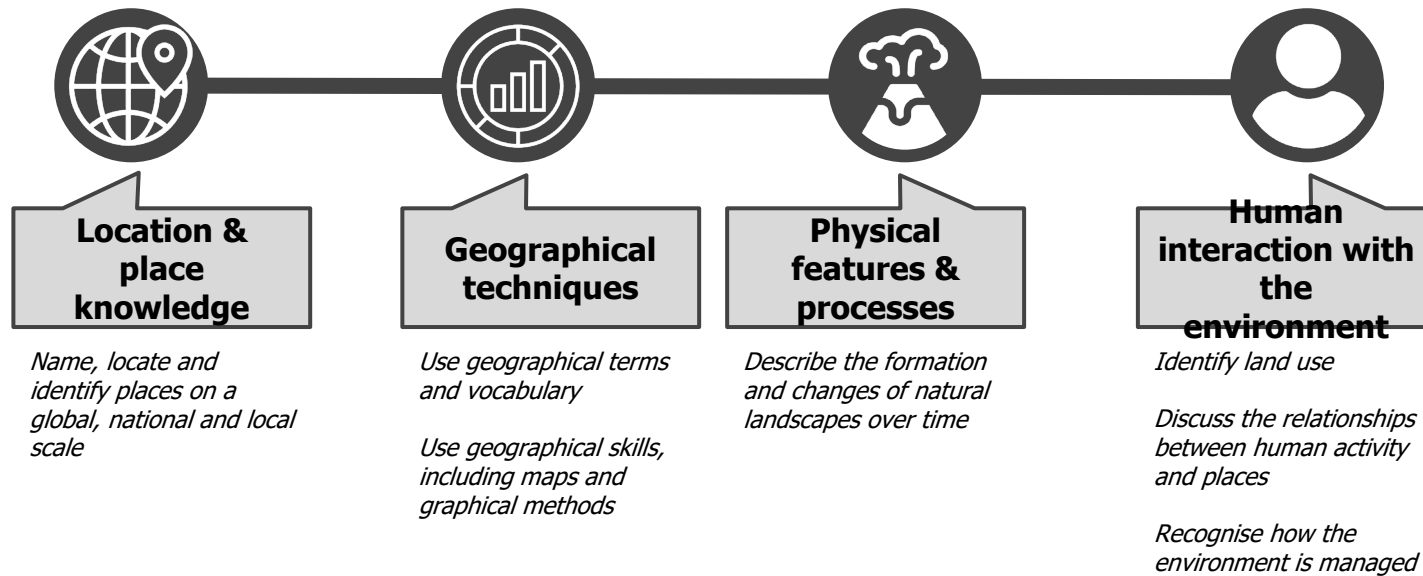 Location &
place
knowledge
Name, locate and
identify places on a
global, national and local
scale
Geographical
techniques
Use geographical terms
and vocabulary
Use geographical skills,
including maps and
graphical methods
Physical
features &
processes
Describe the formation
and changes of natural
landscapes over time
Human
interaction with
the
environment
Identify land use
Discuss the relationships
between human activity
and places
Recognise how the
environment is managed